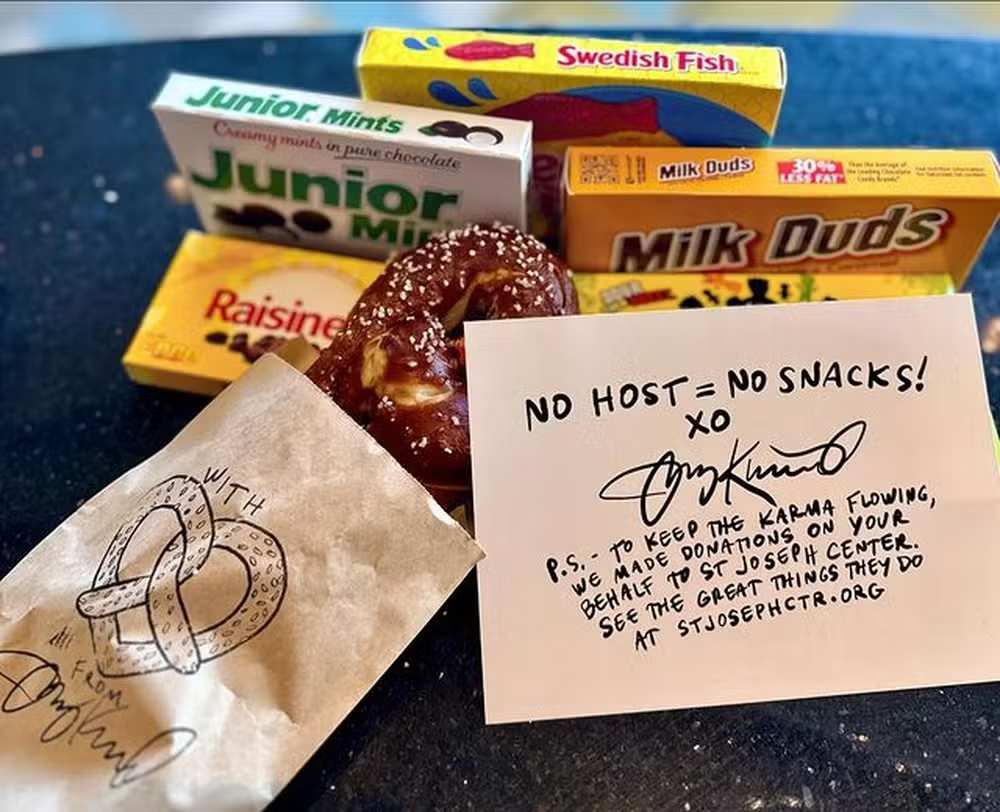 Swedish Fish
Junior Mints
Creamy mints in pure chocolate
Junior
Milk Duds
30%
LESS FAT*
Milk Duds
Raisine
NO HOST = NO SNACKS!
XO
P.S. - TO KEEP THE KARMA FLOWING,
WE MADE DONATIONS ON YOUR
BEHALF TO ST JOSEPH CENTER.
SEE THE GREAT THINGS THEY DO
AT STJOSEPHCTR.ORG
WITH
FROM